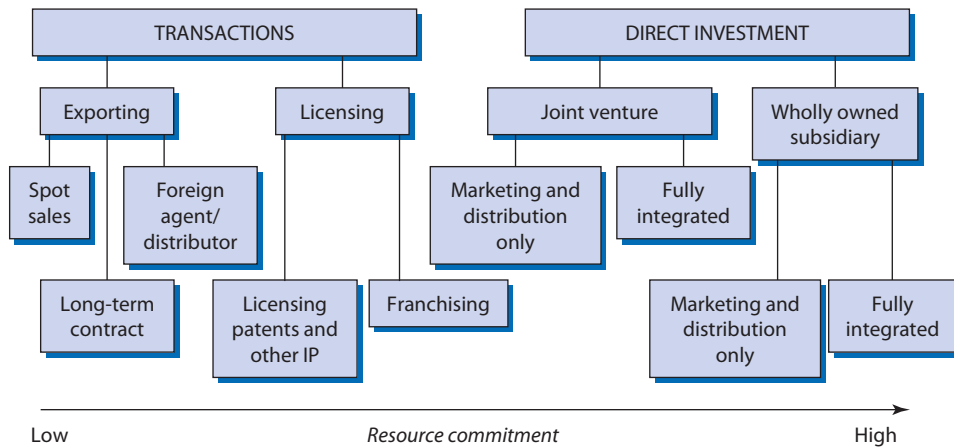 TRANSACTIONS
DIRECT INVESTMENT
Exporting
Licensing
Joint venture
Wholly owned
subsidiary
Spot
sales
Foreign
agent/
distributor
Marketing and
distribution
only
Fully
integrated
Long-term
contract
Licensing
patents and
other IP
Franchising
Marketing and
distribution
only
Fully
integrated
Low
Resource commitment
High